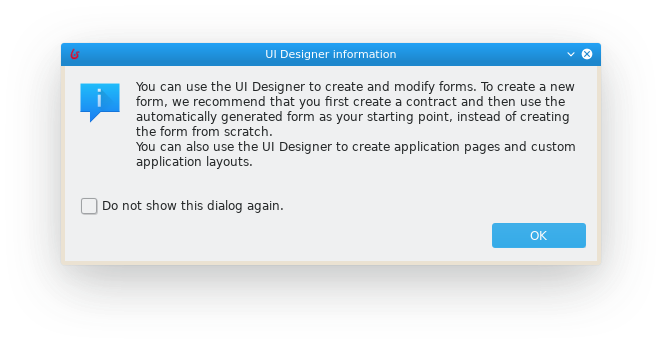 UI Designer information
You can use the UI Designer to create and modify forms. To create a new
form, we recommend that you first create a contract and then use the
automatically generated form as your starting point, instead of creating
the form from scratch.
You can also use the UI Designer to create application pages and custom
application layouts.
Do not show this dialog again.
OK